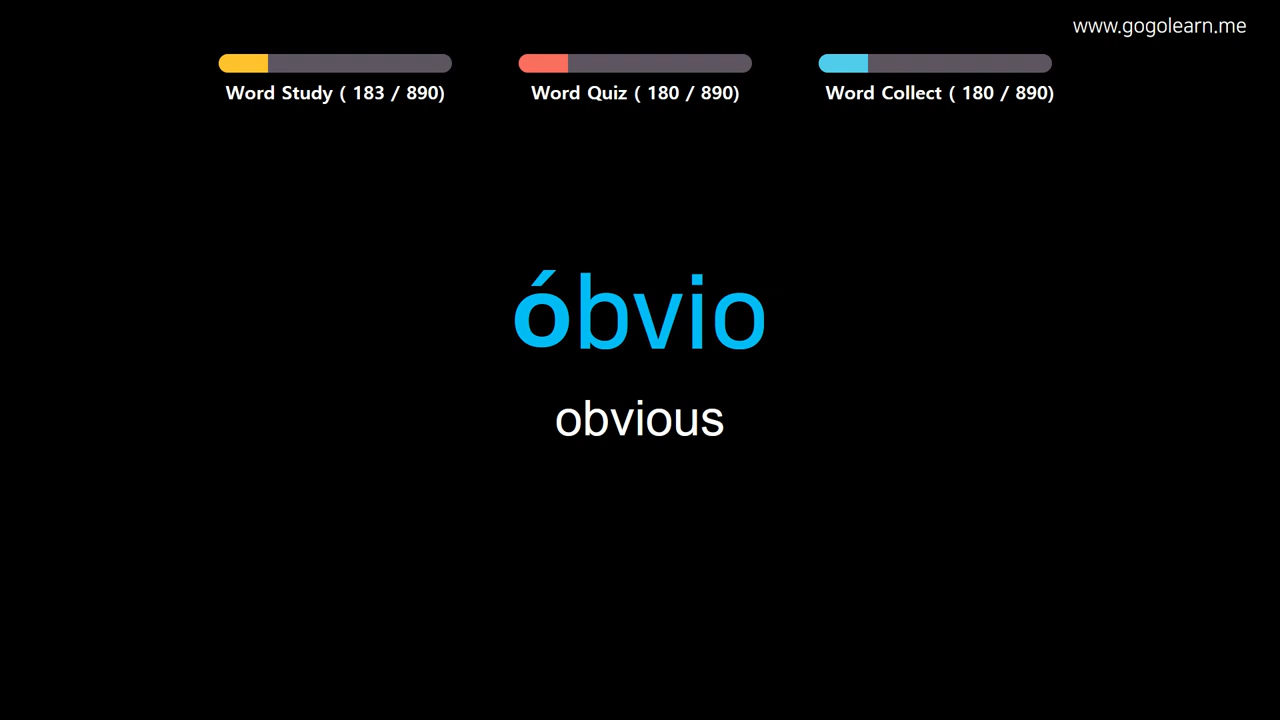 www.gogolearn.me
Word Study ( 183 / 890)
Word Quiz ( 180 / 890)
Word Collect ( 180 / 890)
óbvio
obvious